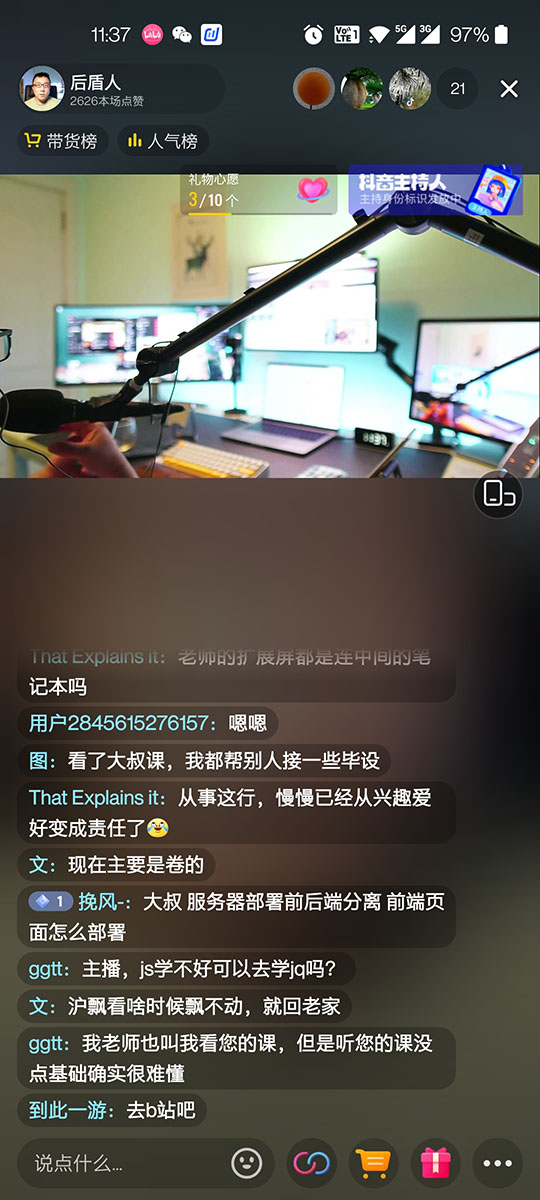 11:37
LaLa
Vo
LTE 1
5G
3G
97%
后盾人
2626本场点赞
21
带货榜
人气榜
礼物心愿
3/10 个
抖音主持人
主持身份标识发放中
主持人
11:37
That Explains it：老师的扩展屏都是连中间的笔
记本吗
用户2845615276157：嗯嗯
图：看了大叔课，我都帮别人接一些毕设
That Explains it：从事这行，慢慢已经从兴趣爱
好变成责任了😂
文：现在主要是卷的
1 挽风-：大叔 服务器部署前后端分离 前端页
面怎么部署
ggtt：主播，js学不好可以去学jq吗？
文：沪飘看啥时候飘不动，就回老家
ggtt：我老师也叫我看您的课，但是听您的课没
点基础确实很难懂
到此一游：去b站吧
说点什么...